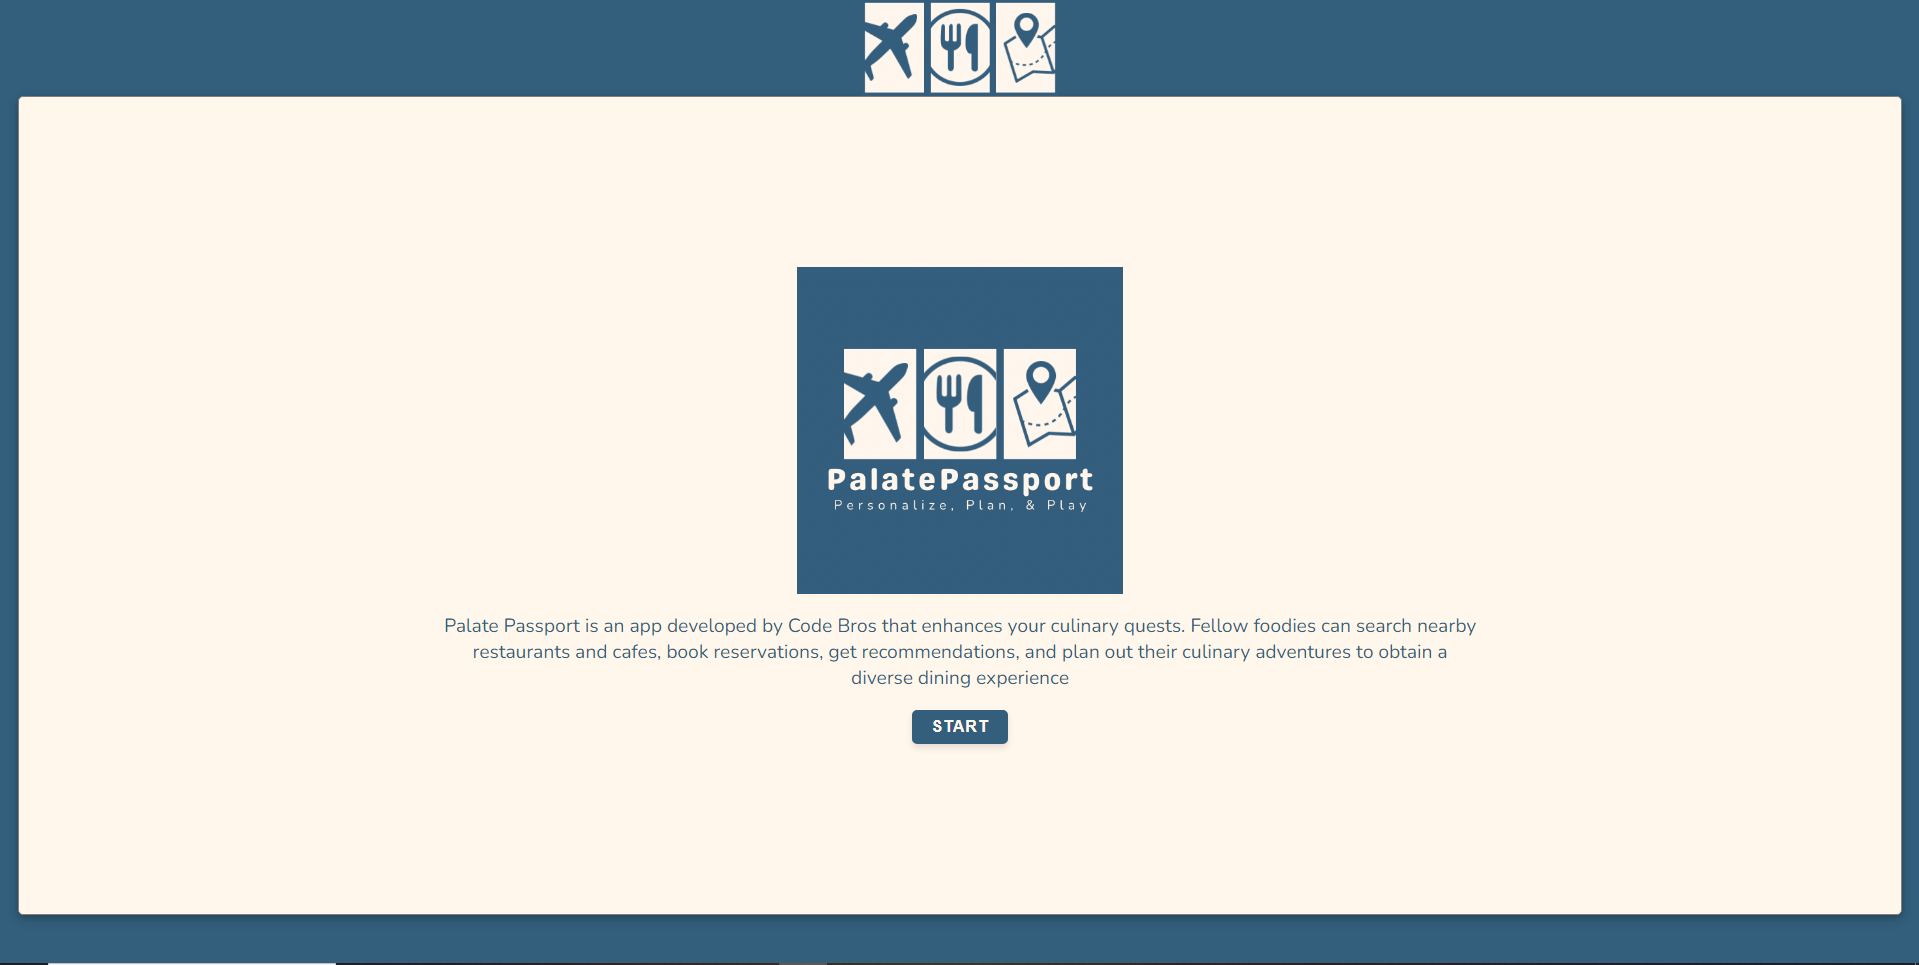 PalatePassport
Personalize, Plan, & Play
Palate Passport is an app developed by Code Bros that enhances your culinary quests. Fellow foodies can search nearby
restaurants and cafes, book reservations, get recommendations, and plan out their culinary adventures to obtain a
diverse dining experience
START